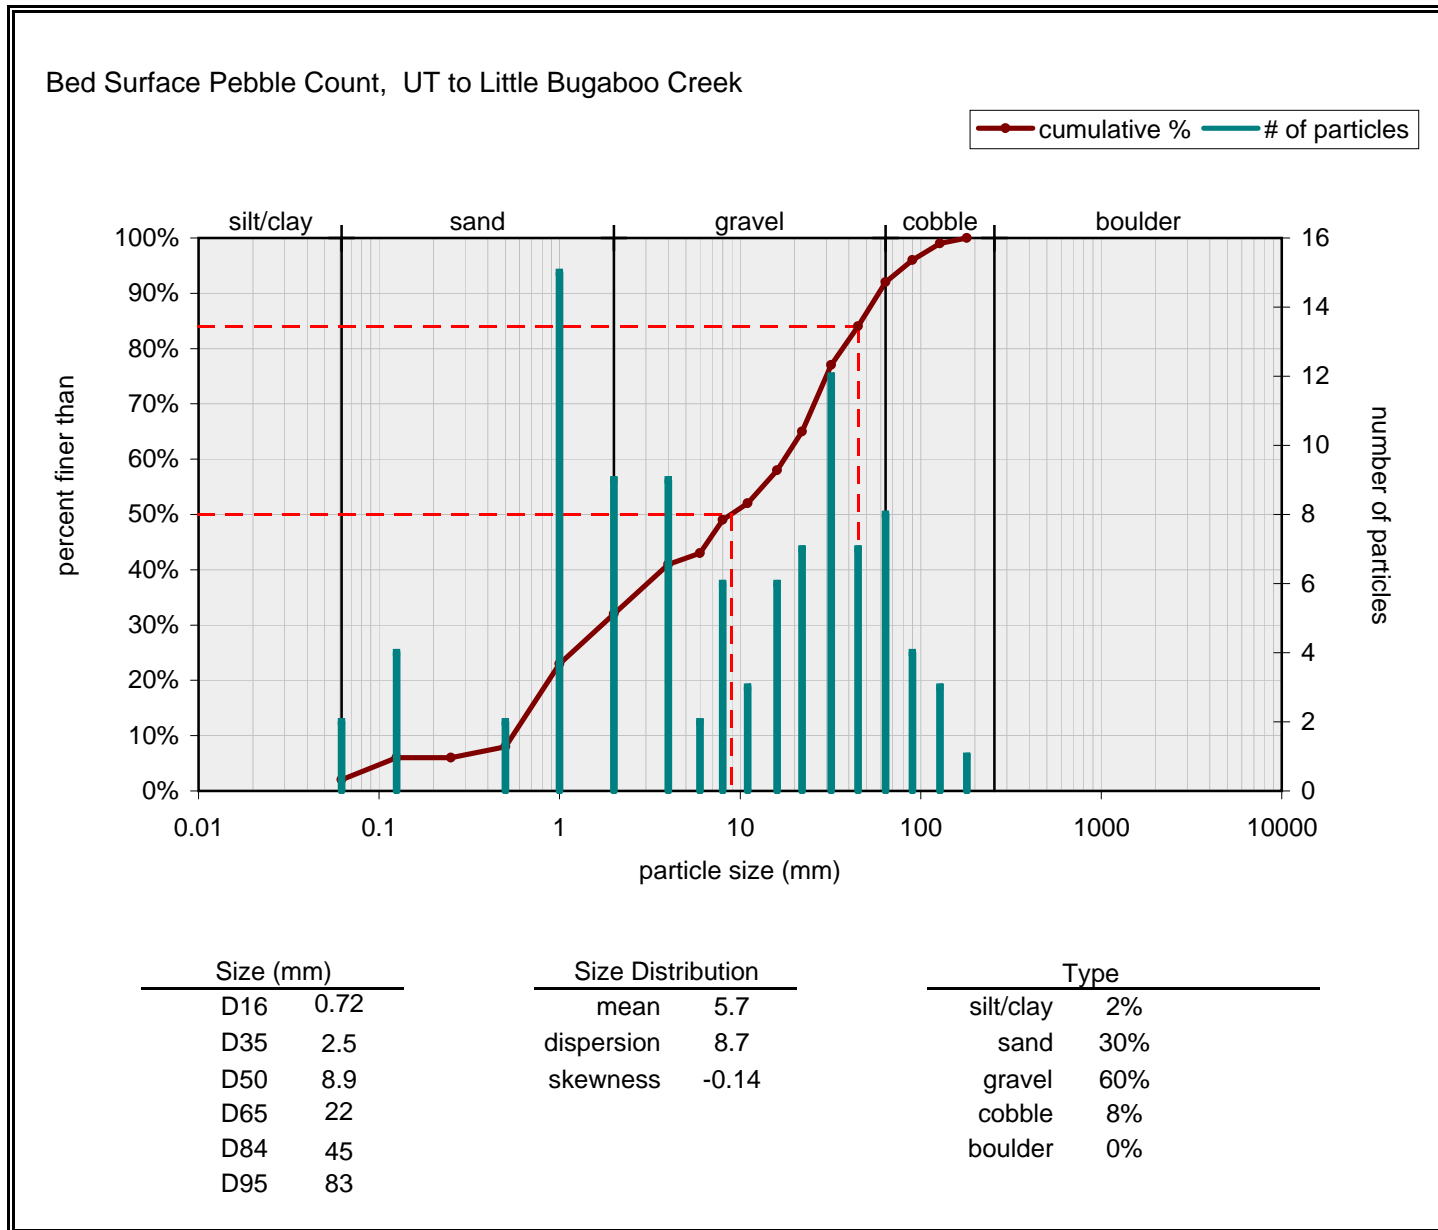 Bed Surface Pebble Count,  UT to Little Bugaboo Creek
cumulative %  # of particles
silt/clay  sand  gravel  cobble  boulder
100%  16
90%
14
80%
12
70%
60%
10
50%  8
40%
6
30%
4
20%
10%
2
0%  0
percent finer than
number of particles
0.01  0.1  1  10  100  1000  10000
particle size (mm)
Size (mm)
D16  0.72
D35  2.5
D50  8.9
D65  22
D84  45
D95  83
Size Distribution
mean  5.7
dispersion  8.7
skewness  -0.14
Type
silt/clay  2%
sand  30%
gravel  60%
cobble  8%
boulder  0%